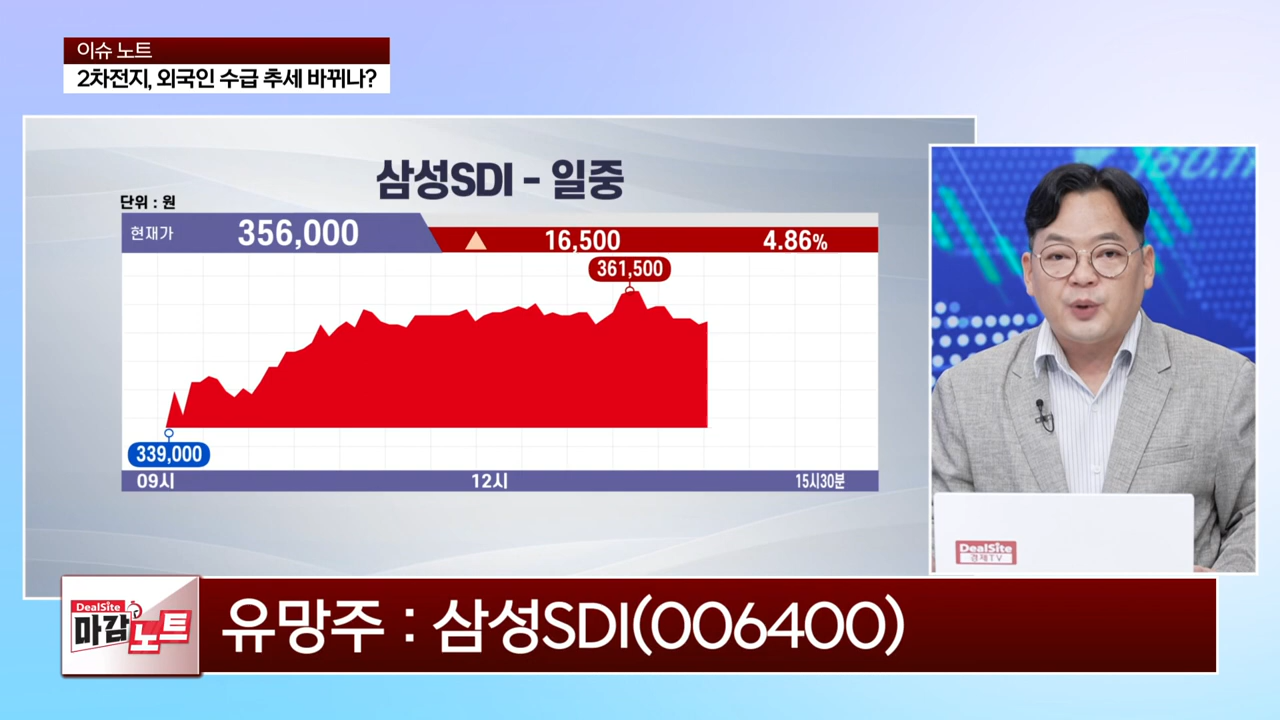 이슈 노트
2차전지, 외국인 수급 추세 바뀌나?
삼성SDI - 일중
단위 : 원
현재가 356,000 ▲ 16,500 4.86%
361,500
339,000
09시 12시 15시30분
DealSite
경제TV
DealSite
마감노트
유망주 : 삼성SDI(006400)